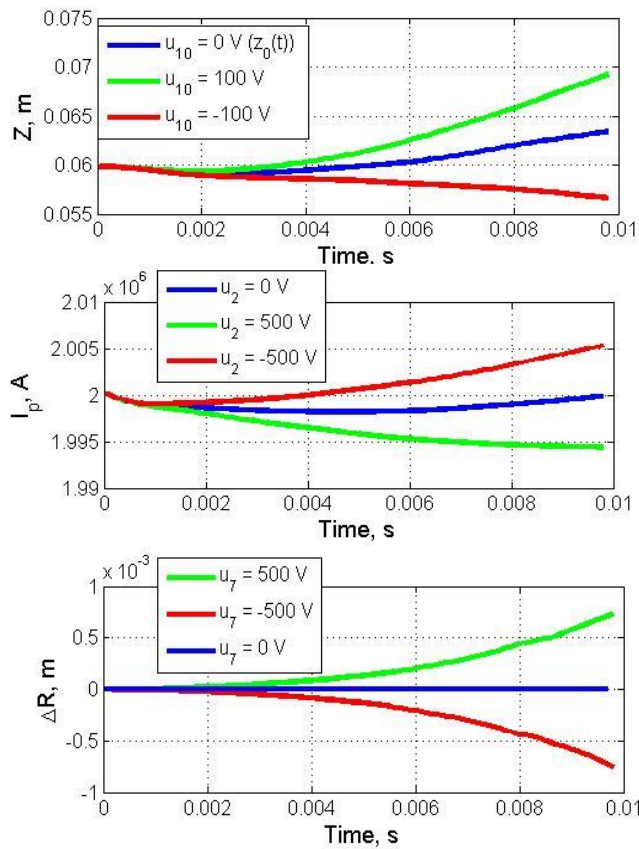 0.075
0.07
0.065
0.06
0.055
Z, m
u10 = 0 V (z0(t))
u10 = 100 V
u10 = -100 V
0 0.002 0.004 0.006 0.008 0.01
Time, s
x 10^6
2.01
2.005
2
1.995
1.99
Ip, A
u2 = 0 V
u2 = 500 V
u2 = -500 V
0 0.002 0.004 0.006 0.008 0.01
Time, s
x 10^-3
1
0.5
0
-0.5
-1
ΔR, m
u7 = 500 V
u7 = -500 V
u7 = 0 V
0 0.002 0.004 0.006 0.008 0.01
Time, s